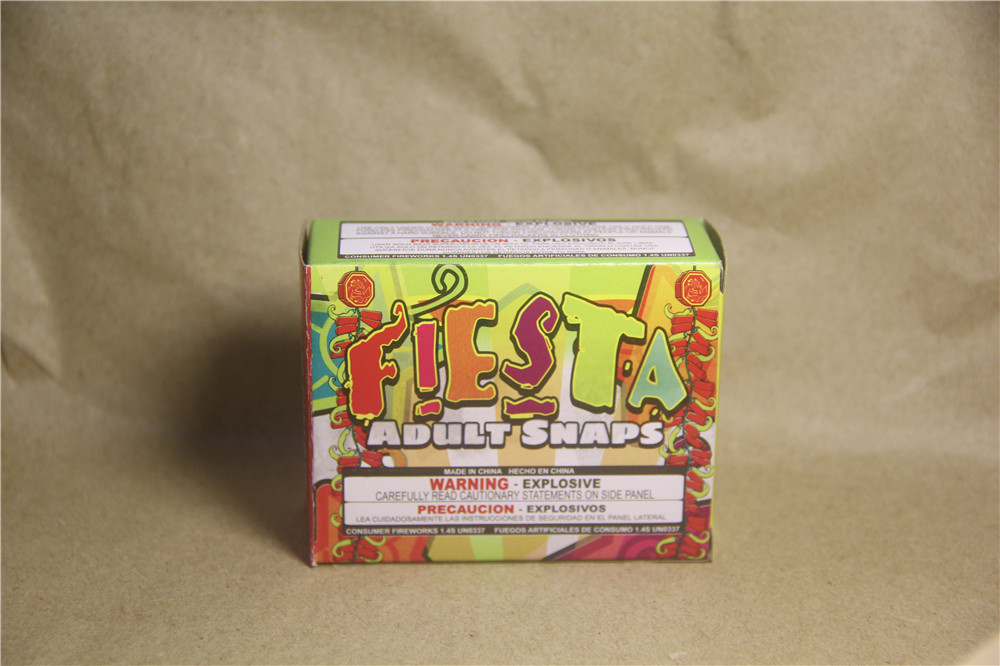 WARNING - EXPLOSIVE
PRECAUCION - EXPLOSIVOS
CONSUMER FIREWORKS 1.4S UN0337 FUEGOS ARTIFICIALES DE CONSUMO 1.4S UN0337
FIESTA
ADULT SNAPS
MADE IN CHINA HECHO EN CHINA
WARNING - EXPLOSIVE
CAREFULLY READ CAUTIONARY STATEMENTS ON SIDE PANEL
PRECAUCION - EXPLOSIVOS
LEA CUIDADOSAMENTE LAS INSTRUCCIONES DE SEGURIDAD EN EL PANEL LATERAL
CONSUMER FIREWORKS 1.4S UN0337 FUEGOS ARTIFICIALES DE CONSUMO 1.4S UN0337